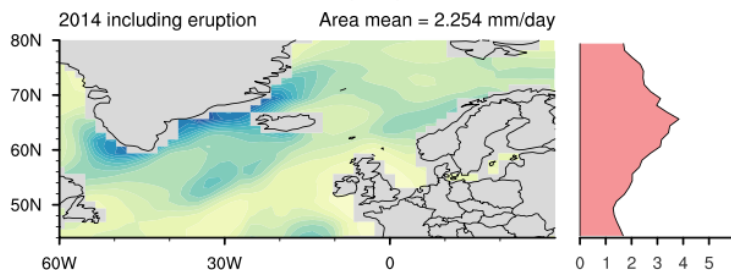 2014 including eruption Area mean = 2.254 mm/day
80N
70N
60N
50N
60W 30W 0 0 1 2 3 4 5